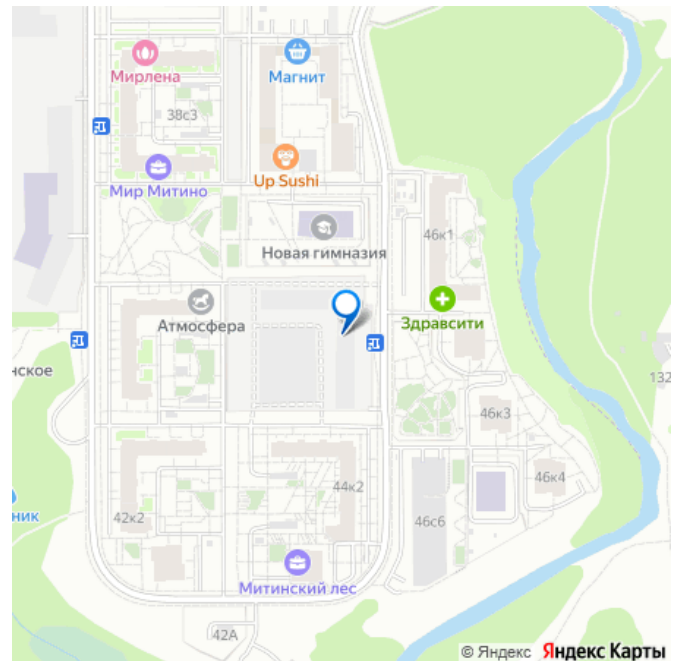 Мирлена
Магнит
38с3
Мир Митино
Up Sushi
46к1
Новая гимназия
Атмосфера
Здравсити
нское
132
46к3
44к2
46к4
42к2
46с6
ник
Митинский лес
42А
© Яндекс Яндекс Карты